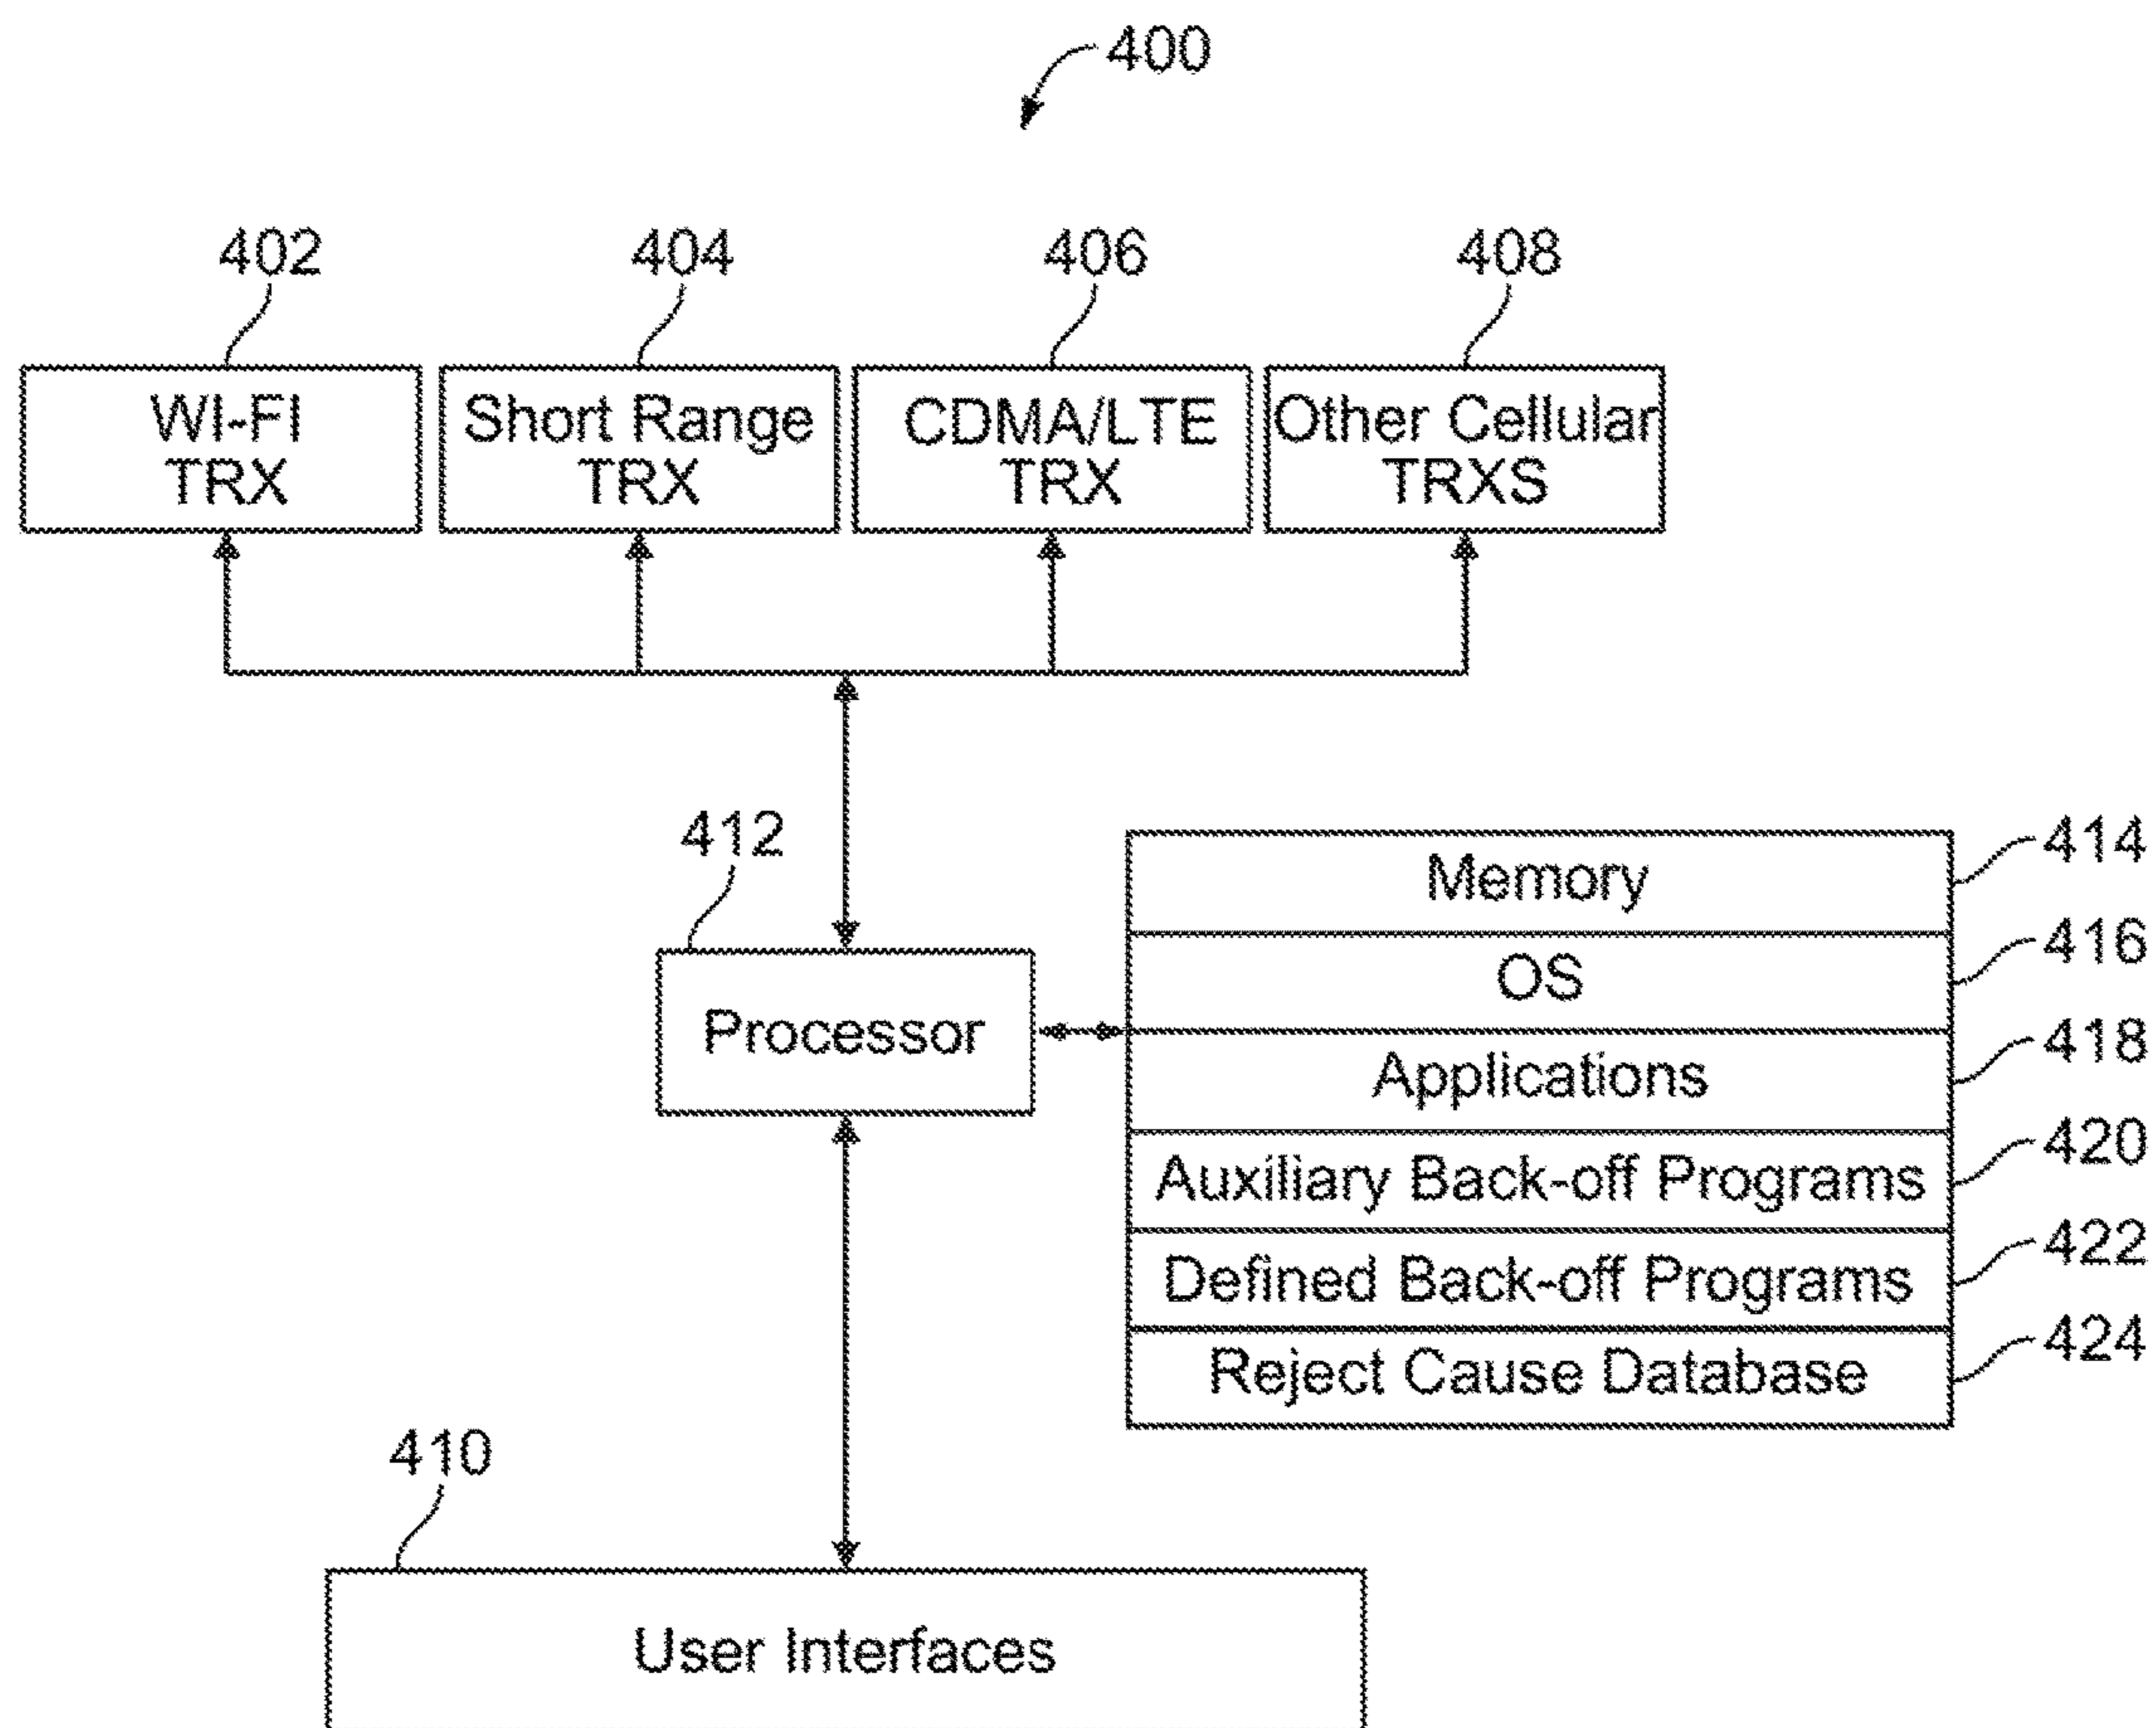 400
402
404
406
408
WI-FI
TRX
Short Range
TRX
CDMA/LTE
TRX
Other Cellular
TRXS
412
Processor
Memory
414
OS
416
Applications
418
Auxiliary Back-off Programs
420
Defined Back-off Programs
422
Reject Cause Database
424
410
User Interfaces